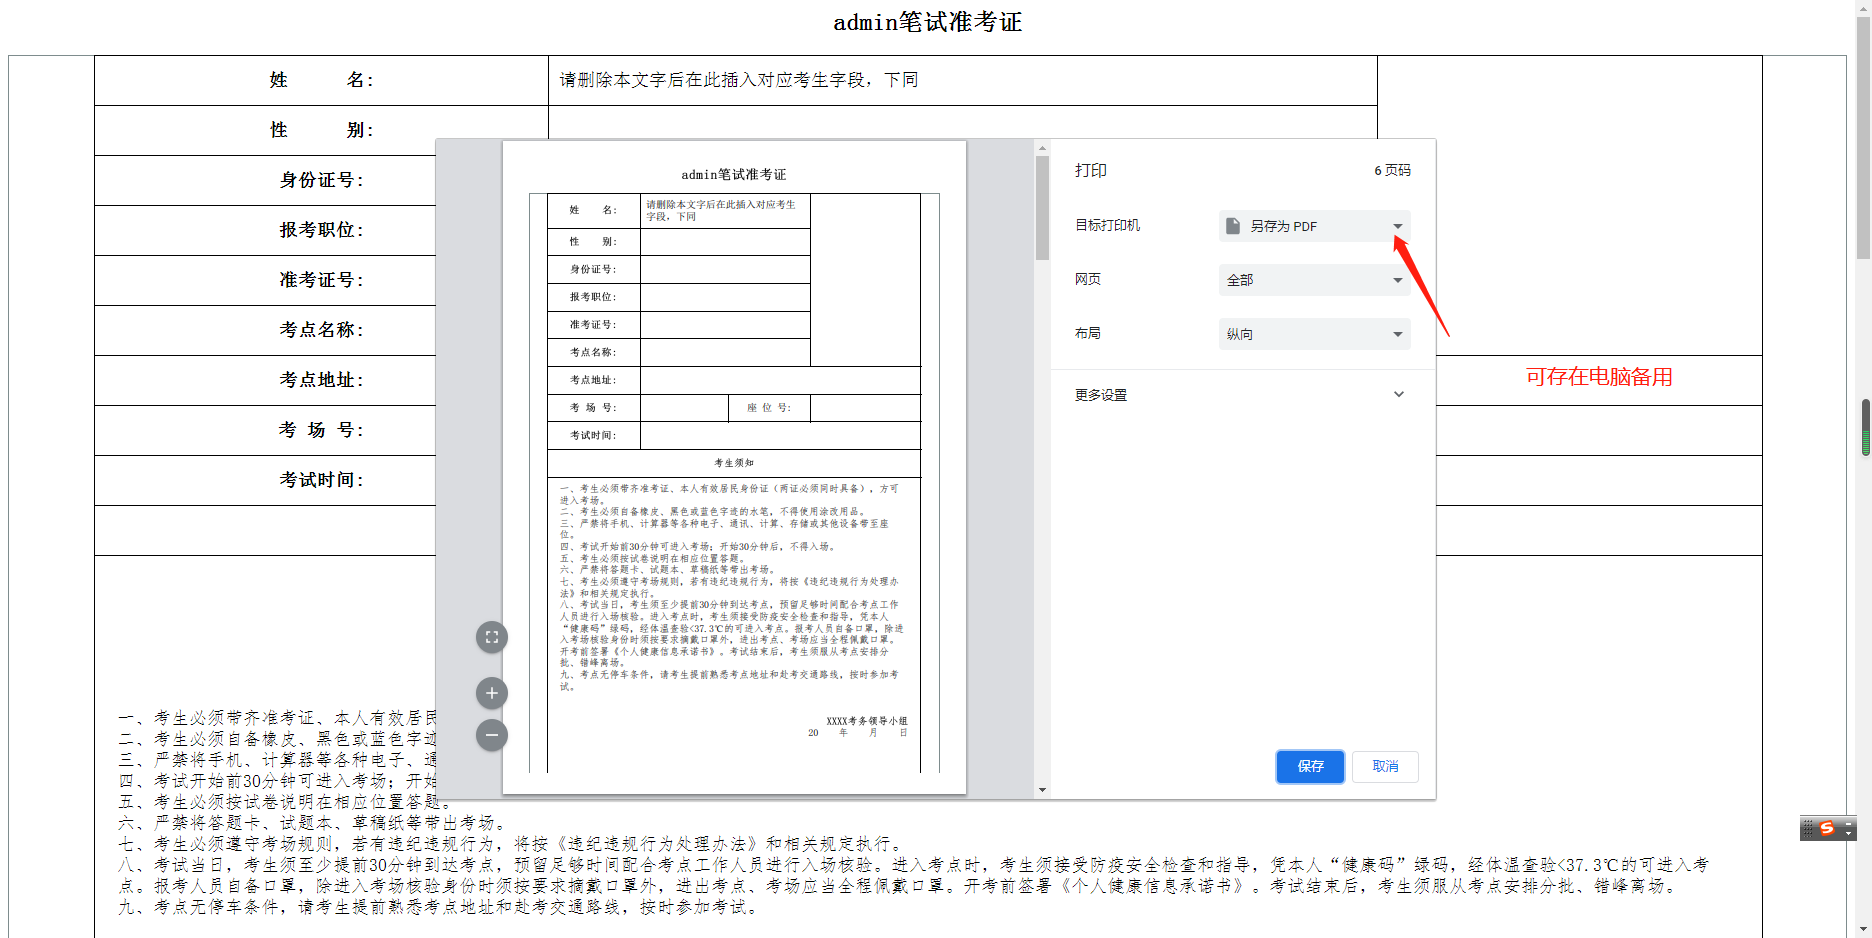 admin笔试准考证
姓 名:
请删除本文字后在此插入对应考生字段，下同
性 别:
身份证号:
报考职位:
准考证号:
考点名称:
考点地址:
考 场 号:
考试时间:
一、考生必须带齐准考证、本人有效居民
二、考生必须自备橡皮、黑色或蓝色字迹
三、严禁将手机、计算器等各种电子、通
四、考试开始前30分钟可进入考场；开始
五、考生必须按试卷说明在相应位置答题。
六、严禁将答题卡、试题本、草稿纸等带出考场。
七、考生必须遵守考场规则，若有违纪违规行为，将按《违纪违规行为处理办法》和相关规定执行。
八、考试当日，考生须至少提前30分钟到达考点，预留足够时间配合考点工作人员进行入场核验。进入考点时，考生须接受防疫安全检查和指导，凭本人“健康码”绿码，经体温查验<37.3℃的可进入考
点。报考人员自备口罩，除进入考场核验身份时须按要求摘戴口罩外，进出考点、考场应当全程佩戴口罩。开考前签署《个人健康信息承诺书》。考试结束后，考生须服从考点安排分批、错峰离场。
九、考点无停车条件，请考生提前熟悉考点地址和赴考交通路线，按时参加考试。
admin笔试准考证
姓 名:
请删除本文字后在此插入对应考生
字段，下同
性 别:
身份证号:
报考职位:
准考证号:
考点名称:
考点地址:
考 场 号:
座 位 号:
考试时间:
考生须知
一、考生必须带齐准考证、本人有效居民身份证（两证必须同时具备），方可
进入考场。
二、考生必须自备橡皮、黑色或蓝色字迹的水笔，不得使用涂改用品。
三、严禁将手机、计算器等各种电子、通讯、计算、存储或其他设备带至座
位。
四、考试开始前30分钟可进入考场；开始30分钟后，不得入场。
五、考生必须按试卷说明在相应位置答题。
六、严禁将答题卡、试题本、草稿纸等带出考场。
七、考生必须遵守考场规则，若有违纪违规行为，将按《违纪违规行为处理办
法》和相关规定执行。
八、考试当日，考生须至少提前30分钟到达考点，预留足够时间配合考点工作
人员进行入场核验。进入考点时，考生须接受防疫安全检查和指导，凭本人
“健康码”绿码，经体温查验<37.3℃的可进入考点。报考人员自备口罩，除进
入考场核验身份时须按要求摘戴口罩外，进出考点、考场应当全程佩戴口罩。
开考前签署《个人健康信息承诺书》。考试结束后，考生须服从考点安排分
批、错峰离场。
九、考点无停车条件，请考生提前熟悉考点地址和赴考交通路线，按时参加考
试。
XXXX考务领导小组
20 年 月 日
打印
6 页码
目标打印机
另存为 PDF
网页
全部
布局
纵向
更多设置
保存
取消
可存在电脑备用